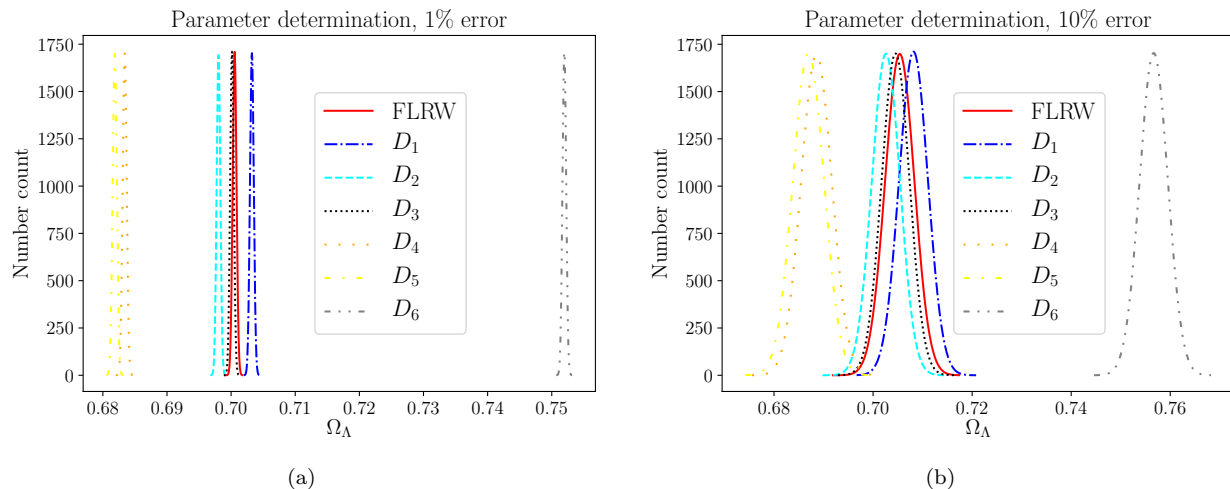 Parameter determination, 1% error
Number count
1750
1500
1250
1000
750
500
250
0
FLRW
D₁
D₂
D₃
D₄
D₅
D₆
0.68 0.69 0.70 0.71 0.72 0.73 0.74 0.75
Ω_Λ
(a)
Parameter determination, 10% error
Number count
1750
1500
1250
1000
750
500
250
0
FLRW
D₁
D₂
D₃
D₄
D₅
D₆
0.68 0.70 0.72 0.74 0.76
Ω_Λ
(b)